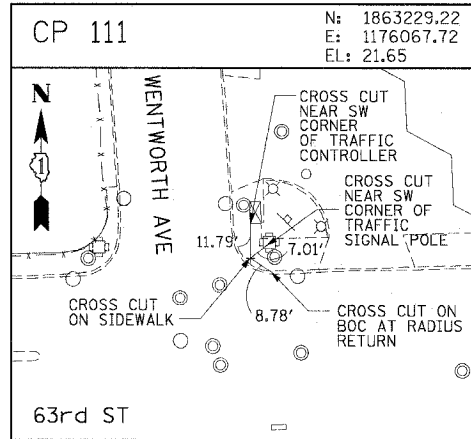 CP 111
N: 1863229.22
E: 1176067.72
EL: 21.65
N
1
WENTWORTH AVE
CROSS CUT
NEAR SW
CORNER
OF TRAFFIC
CONTROLLER
CROSS CUT
NEAR SW
CORNER OF
TRAFFIC
SIGNAL POLE
11.79'
7.01'
8.78'
CROSS CUT
ON SIDEWALK
CROSS CUT ON
BOC AT RADIUS
RETURN
63rd ST